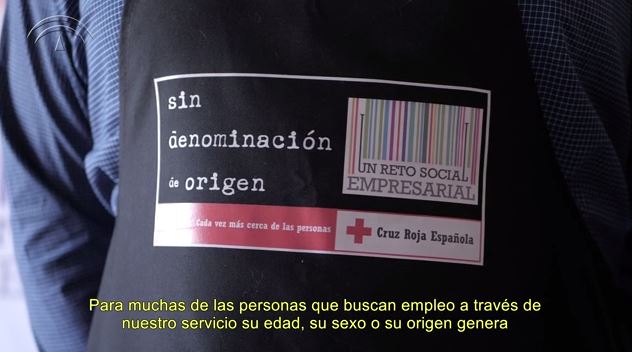 sin
denominación
de origen
UN RETO SOCIAL
EMPRESARIAL
Cada vez más cerca de las personas
Cruz Roja Española
Para muchas de las personas que buscan empleo a través de
nuestro servicio su edad, su sexo o su origen genera